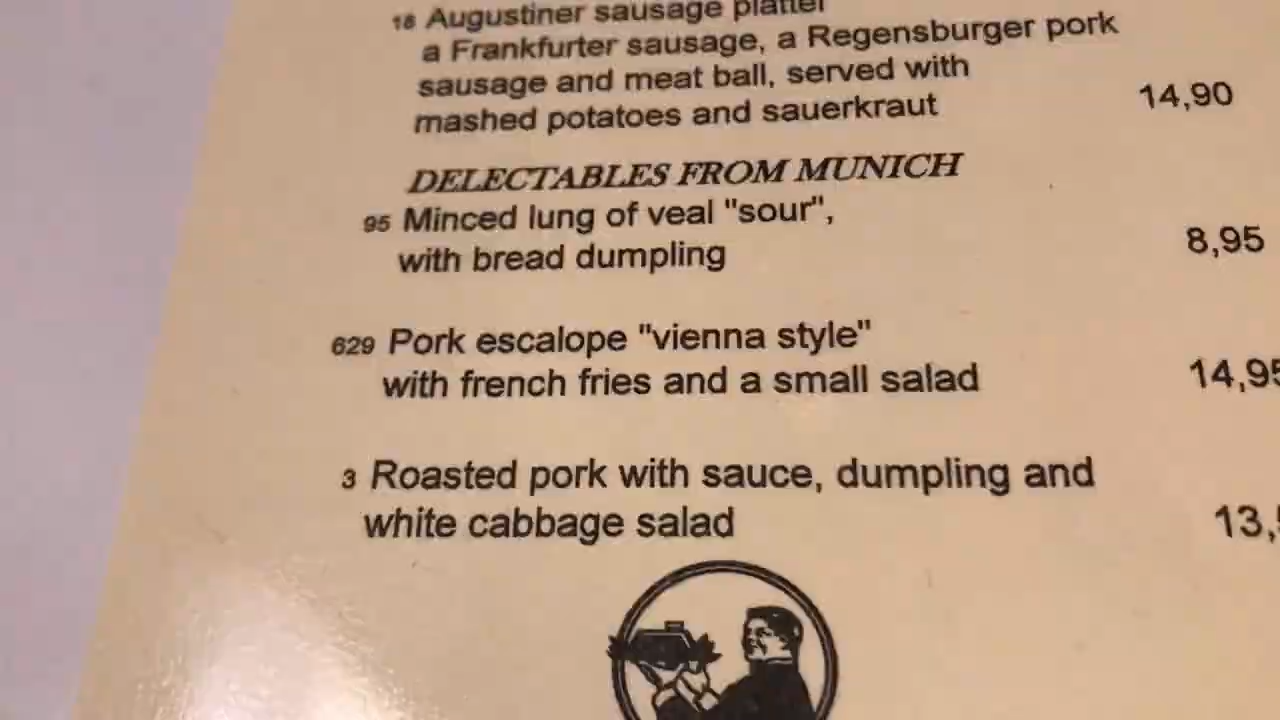 18 Augustiner sausage platter
a Frankfurter sausage, a Regensburger pork
sausage and meat ball, served with
mashed potatoes and sauerkraut 14,90
DELECTABLES FROM MUNICH
95 Minced lung of veal "sour",
with bread dumpling 8,95
629 Pork escalope "vienna style"
with french fries and a small salad 14,95
3 Roasted pork with sauce, dumpling and
white cabbage salad 13,